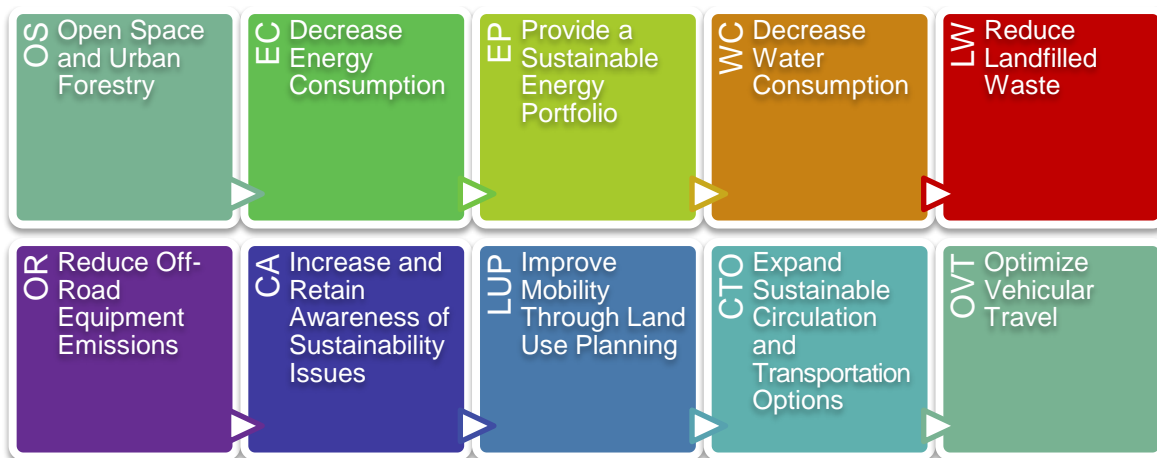 OS
Open Space
and Urban
Forestry
EC
Decrease
Energy
Consumption
EP
Provide a
Sustainable
Energy
Portfolio
WC
Decrease
Water
Consumption
LW
Reduce
Landfilled
Waste
OR
Reduce Off-
Road
Equipment
Emissions
CA
Increase and
Retain
Awareness of
Sustainability
Issues
LUP
Improve
Mobility
Through Land
Use Planning
CTO
Expand
Sustainable
Circulation
and
Transportation
Options
OVT
Optimize
Vehicular
Travel